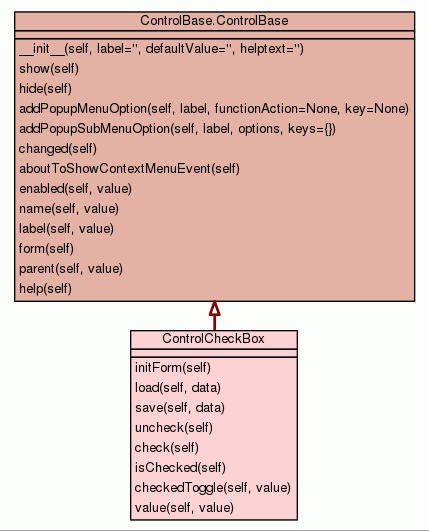 ControlBase.ControlBase
__init__(self, label='', defaultValue='', helptext='')
show(self)
hide(self)
addPopupMenuOption(self, label, functionAction=None, key=None)
addPopupSubMenuOption(self, label, options, keys={})
changed(self)
aboutToShowContextMenuEvent(self)
enabled(self, value)
name(self, value)
label(self, value)
form(self)
parent(self, value)
help(self)
ControlCheckBox
initForm(self)
load(self, data)
save(self, data)
uncheck(self)
check(self)
isChecked(self)
checkedToggle(self, value)
value(self, value)